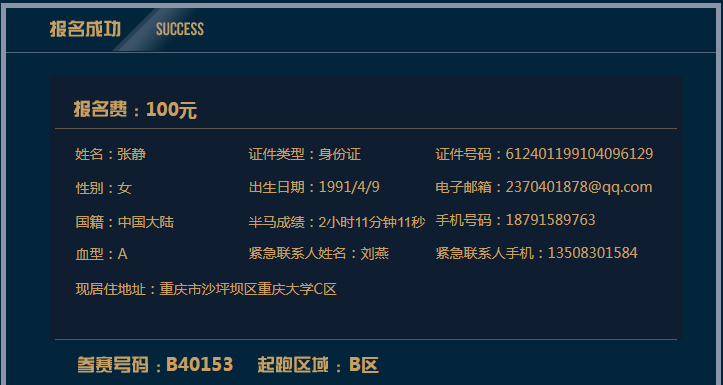 报名成功 SUCCESS
报名费：100元
姓名：张静 证件类型：身份证 证件号码：612401199104096129
性别：女 出生日期：1991/4/9 电子邮箱：2370401878@qq.com
国籍：中国大陆 半马成绩：2小时11分钟11秒 手机号码：18791589763
血型：A 紧急联系人姓名：刘燕 紧急联系人手机：13508301584
现居住地址：重庆市沙坪坝区重庆大学C区
参赛号码：B40153 起跑区域：B区